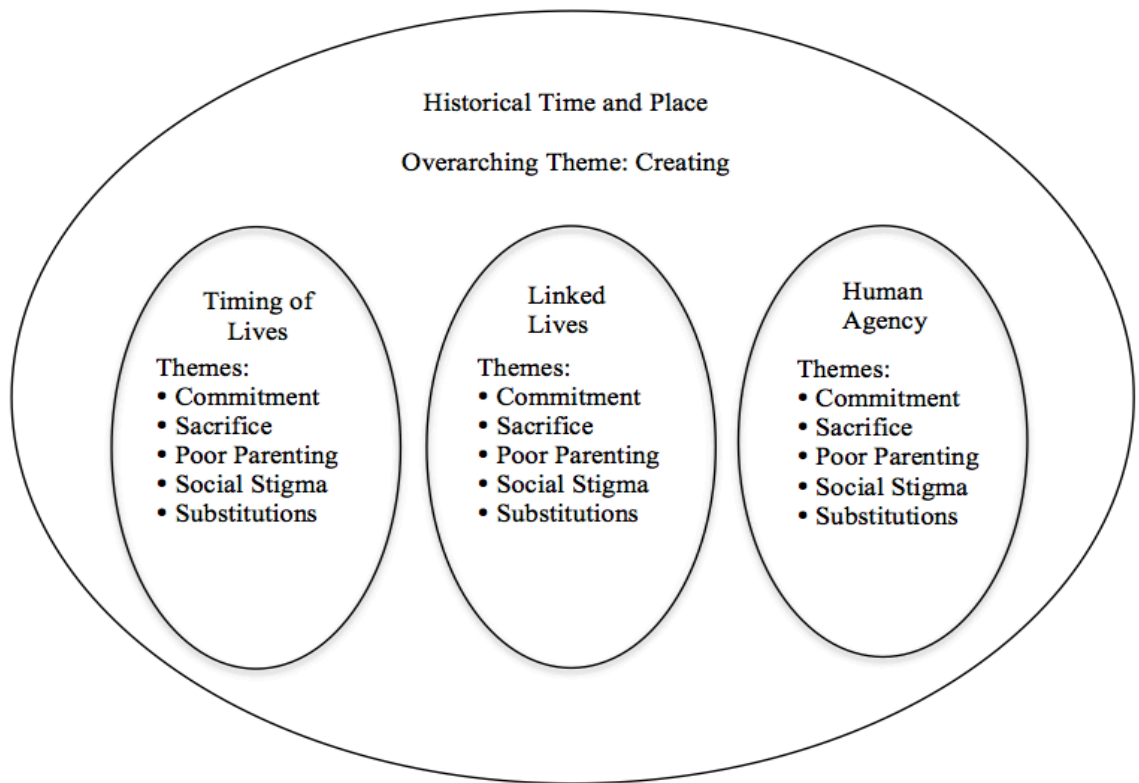 Historical Time and Place
Overarching Theme: Creating
Timing of
Lives
Themes:
• Commitment
• Sacrifice
• Poor Parenting
• Social Stigma
• Substitutions
Linked
Lives
Themes:
• Commitment
• Sacrifice
• Poor Parenting
• Social Stigma
• Substitutions
Human
Agency
Themes:
• Commitment
• Sacrifice
• Poor Parenting
• Social Stigma
• Substitutions